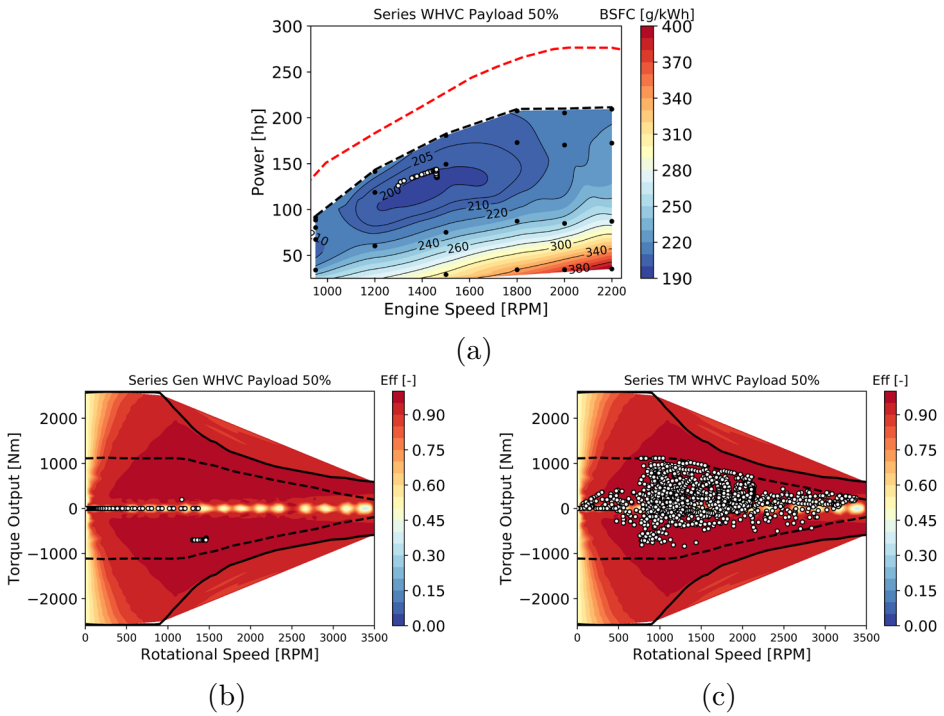 Series WHVC Payload 50%
BSFC [g/kWh]
300
250
200
150
100
50
Power [hp]
205
200
210
220
240
260
300
340
380
10
1000 1200 1400 1600 1800 2000 2200
Engine Speed [RPM]
400
370
340
310
290
270
250
230
210
190
(a)
Series Gen WHVC Payload 50%
Eff [-]
2000
1000
0
−1000
−2000
Torque Output [Nm]
0 500 1000 1500 2000 2500 3000 3500
Rotational Speed [RPM]
0.90
0.75
0.60
0.45
0.30
0.15
0.00
(b)
Series TM WHVC Payload 50%
Eff [-]
2000
1000
0
−1000
−2000
Torque Output [Nm]
0 500 1000 1500 2000 2500 3000 3500
Rotational Speed [RPM]
0.90
0.75
0.60
0.45
0.30
0.15
0.00
(c)